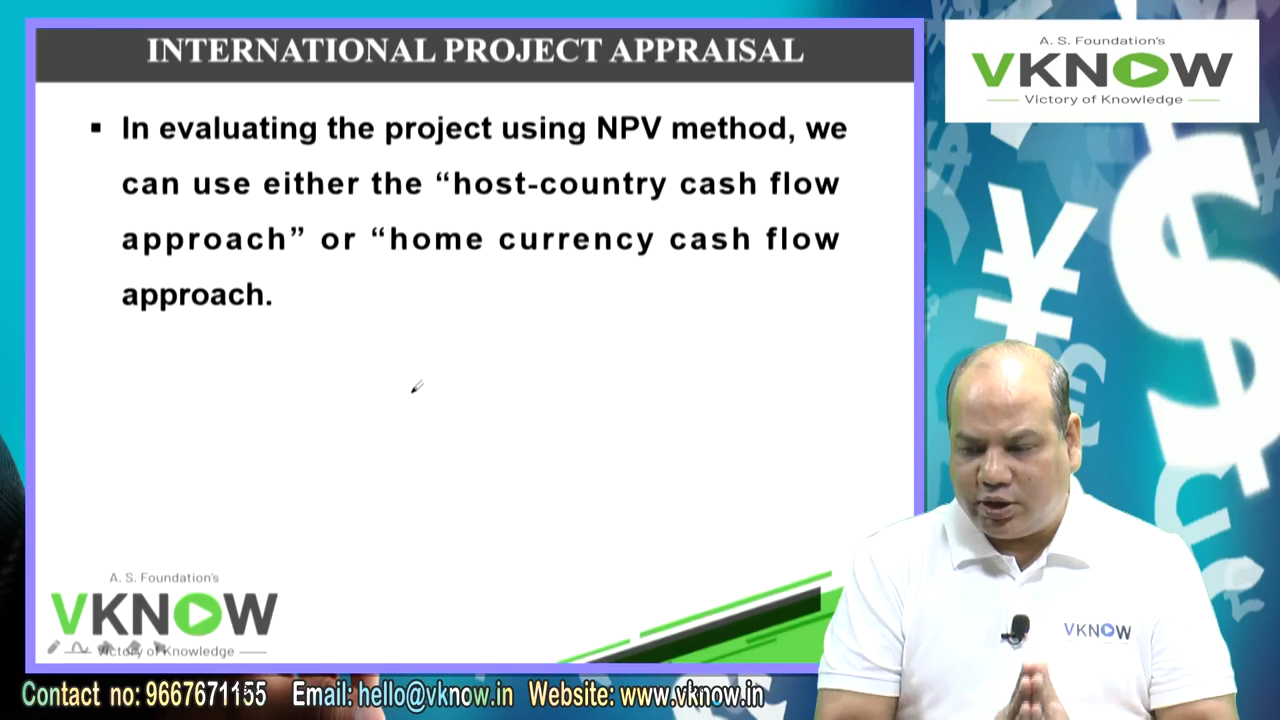 INTERNATIONAL PROJECT APPRAISAL
▪ In evaluating the project using NPV method, we
can use either the “host-country cash flow
approach” or “home currency cash flow
approach.
A. S. Foundation's
VKNOW
Victory of Knowledge
A. S. Foundation's
VKNOW
Victory of Knowledge
VKNOW
Contact no: 9667671155 Email: hello@vknow.in Website: www.vknow.in